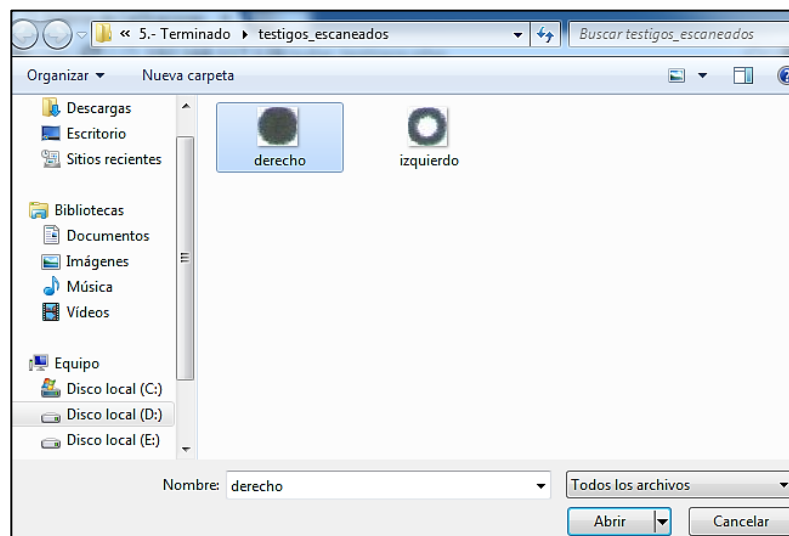 « 5.- Terminado ▸ testigos_escaneados
Buscar testigos_escaneados
Organizar
Nueva carpeta
Descargas
Escritorio
Sitios recientes
Bibliotecas
Documentos
Imágenes
Música
Vídeos
Equipo
Disco local (C:)
Disco local (D:)
Disco local (E:)
derecho
izquierdo
Nombre: derecho
Todos los archivos
Abrir
Cancelar